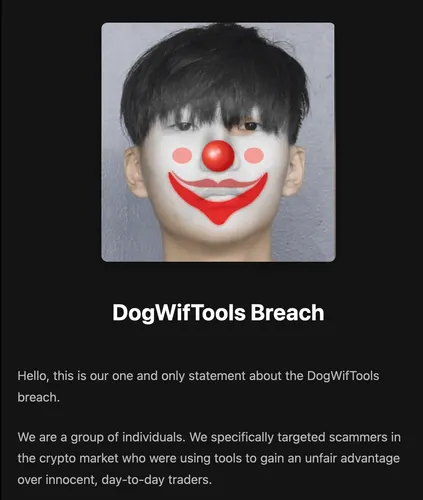 DogWifTools Breach
Hello, this is our one and only statement about the DogWifTools
breach.
We are a group of individuals. We specifically targeted scammers in
the crypto market who were using tools to gain an unfair advantage
over innocent, day-to-day traders.